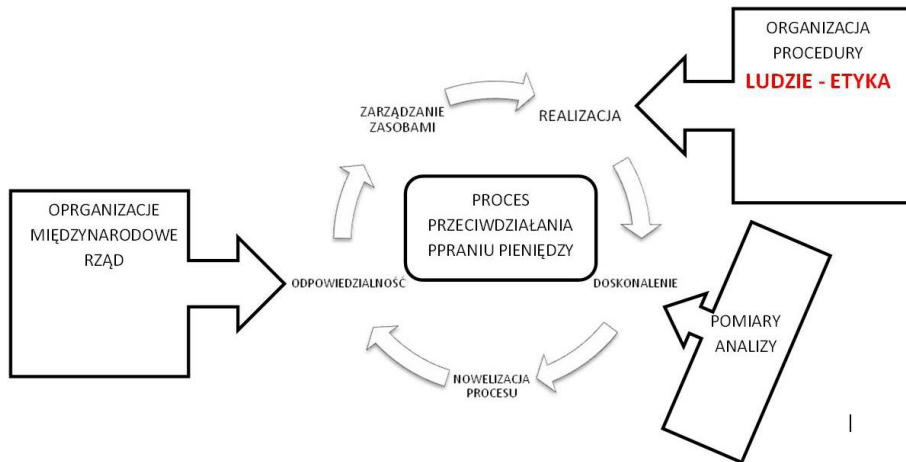 ORGANIZACJA
PROCEDURY
LUDZIE - ETYKA
ZARZĄDZANIE
ZASOBAMI
REALIZACJA
OPRGANIZACJE
MIĘDZYNARODOWE
RZĄD
PROCES
PRZECIWDZIAŁANIA
PPRANIU PIENIĘDZY
ODPOWIEDZIALNOŚĆ
DOSKONALENIE
POMIARY
ANALIZY
NOWELIZACJA
PROCESU